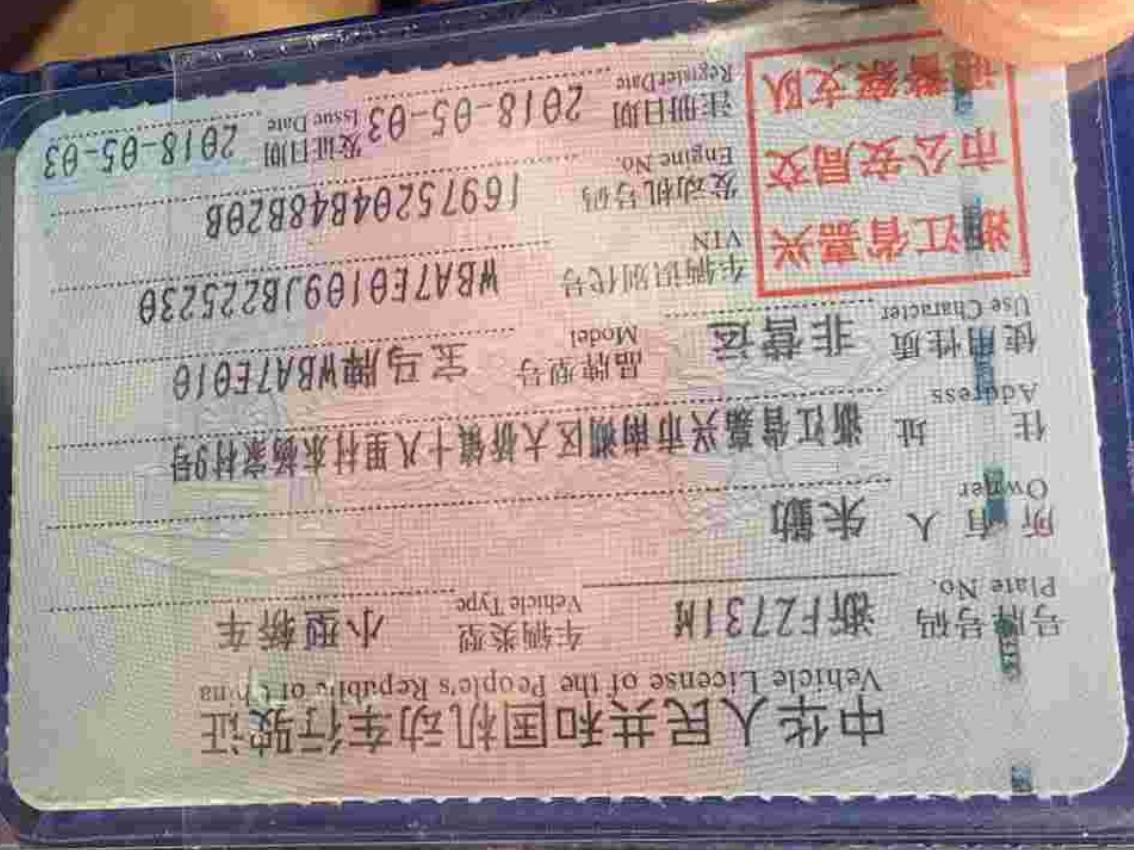 中华人民共和国机动车行驶证
Vehicle License of the People's Republic of China
号牌号码 浙FZ731M 车辆类型 小型轿车
Plate No. Vehicle Type
所有人 朱勤
Owner
住址 浙江省嘉兴市南湖区大桥镇十八里村东杨家村9号
Address
使用性质 非营运 品牌型号 宝马牌WBA7E010
Use Character Model
浙江省嘉兴
市公安局交
通警察支队
车辆识别代号 WBA7E0109JB225230
VIN
发动机号码 16975204B48B20B
Engine No.
注册日期 2018-05-03 发证日期 2018-05-03
Register Date Issue Date